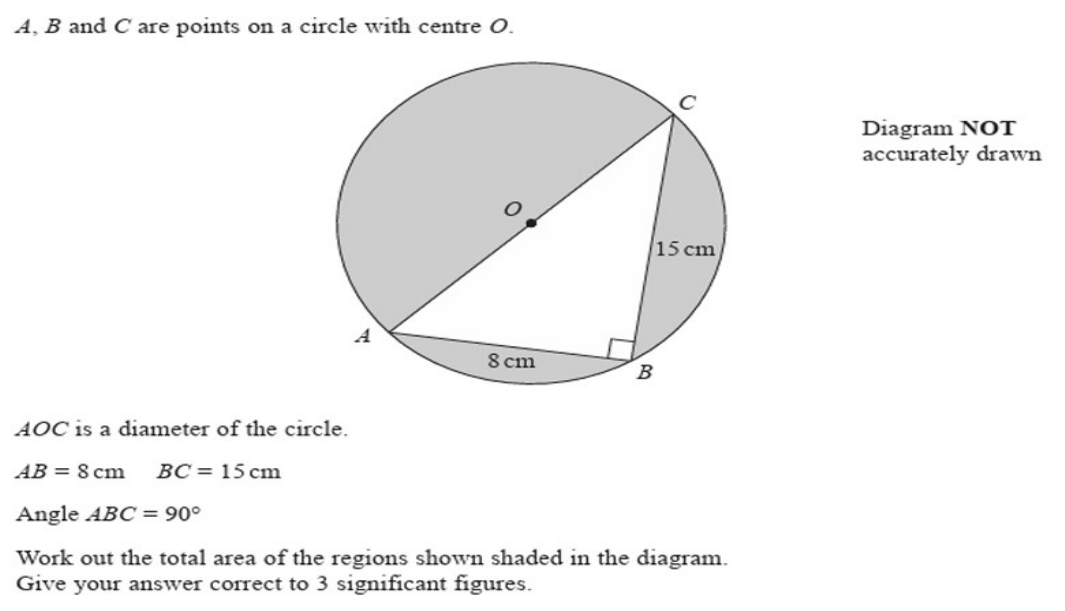 A, B and C are points on a circle with centre O.
C
Diagram NOT
accurately drawn
O
15 cm
A
8 cm
B
AOC is a diameter of the circle.
AB = 8 cm BC = 15 cm
Angle ABC = 90°
Work out the total area of the regions shown shaded in the diagram.
Give your answer correct to 3 significant figures.